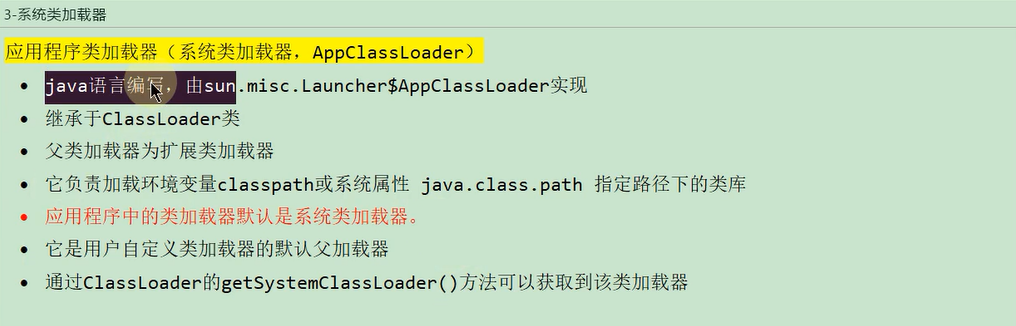 3-系统类加载器
应用程序类加载器（系统类加载器，AppClassLoader）
• java语言编写，由sun.misc.Launcher$AppClassLoader实现
• 继承于ClassLoader类
• 父类加载器为扩展类加载器
• 它负责加载环境变量classpath或系统属性 java.class.path 指定路径下的类库
• 应用程序中的类加载器默认是系统类加载器。
• 它是用户自定义类加载器的默认父加载器
• 通过ClassLoader的getSystemClassLoader()方法可以获取到该类加载器